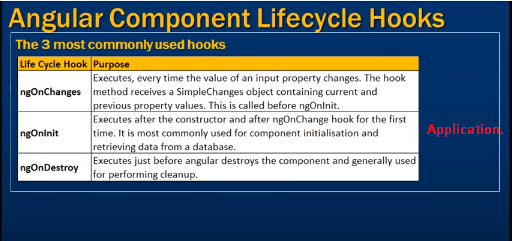 Angular Component Lifecycle Hooks
The 3 most commonly used hooks
Life Cycle Hook Purpose
Executes, every time the value of an input property changes. The hook
ngOnChanges method receives a SimpleChanges object containing current and
previous property values. This is called before ngOnInit.
Executes after the constructor and after ngOnChange hook for the first
ngOnInit time. It is most commonly used for component initialisation and
retrieving data from a database.
Application.
Executes just before angular destroys the component and generally used
ngOnDestroy for performing cleanup.